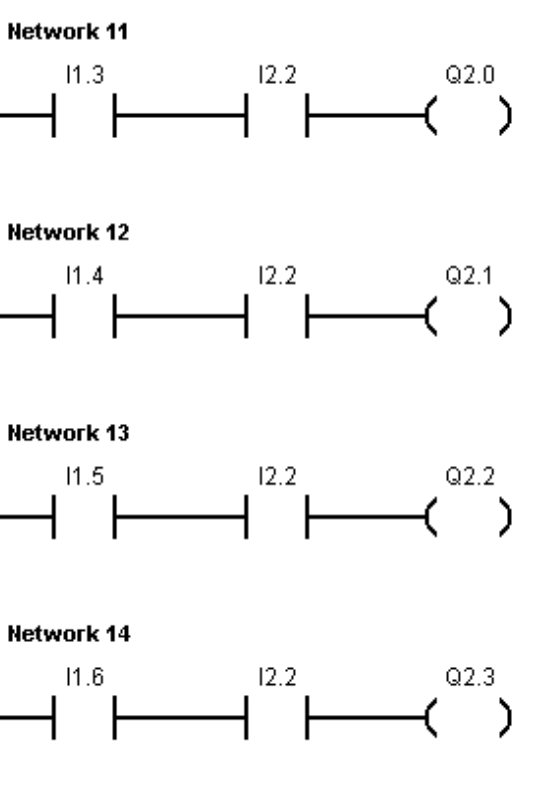 Network 11
I1.3 I2.2 Q2.0
Network 12
I1.4 I2.2 Q2.1
Network 13
I1.5 I2.2 Q2.2
Network 14
I1.6 I2.2 Q2.3